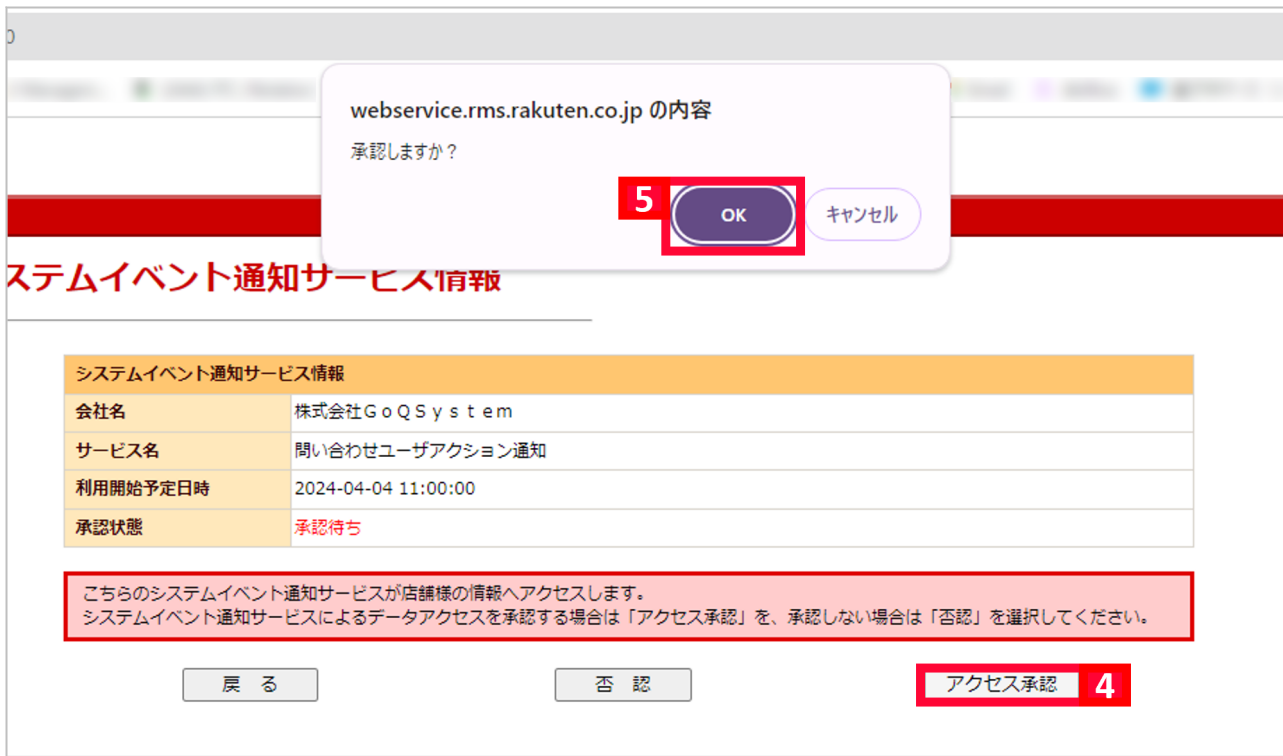 webservice.rms.rakuten.co.jp の内容
承認しますか？
5
OK
キャンセル
ステムイベント通知サービス情報
システムイベント通知サービス情報
会社名 株式会社ＧｏＱＳｙｓｔｅｍ
サービス名 問い合わせユーザアクション通知
利用開始予定日時 2024-04-04 11:00:00
承認状態 承認待ち
こちらのシステムイベント通知サービスが店舗様の情報へアクセスします。
システムイベント通知サービスによるデータアクセスを承認する場合は「アクセス承認」を、承認しない場合は「否認」を選択してください。
戻 る
否 認
アクセス承認
4